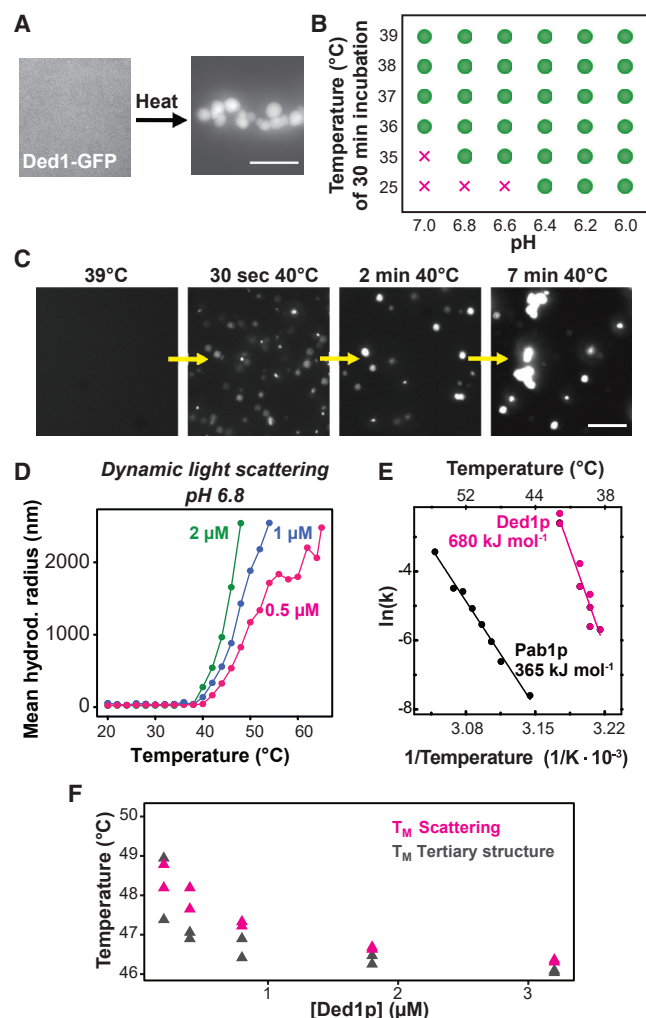 A
Ded1-GFP
Heat
B
Temperature (°C)
of 30 min incubation
39
38
37
36
35
25
7.0 6.8 6.6 6.4 6.2 6.0
pH
C
39°C 30 sec 40°C 2 min 40°C 7 min 40°C
D
Dynamic light scattering
pH 6.8
Mean hydrod. radius (nm)
2000
1000
0
2 µM
1 µM
0.5 µM
20 30 40 50 60
Temperature (°C)
E
Temperature (°C)
52 44 38
ln(k)
-4
-6
-8
Ded1p
680 kJ mol-1
Pab1p
365 kJ mol-1
3.08 3.15 3.22
1/Temperature (1/K · 10-3)
F
Temperature (°C)
50
49
48
47
46
TM Scattering
TM Tertiary structure
1 2 3
[Ded1p] (µM)